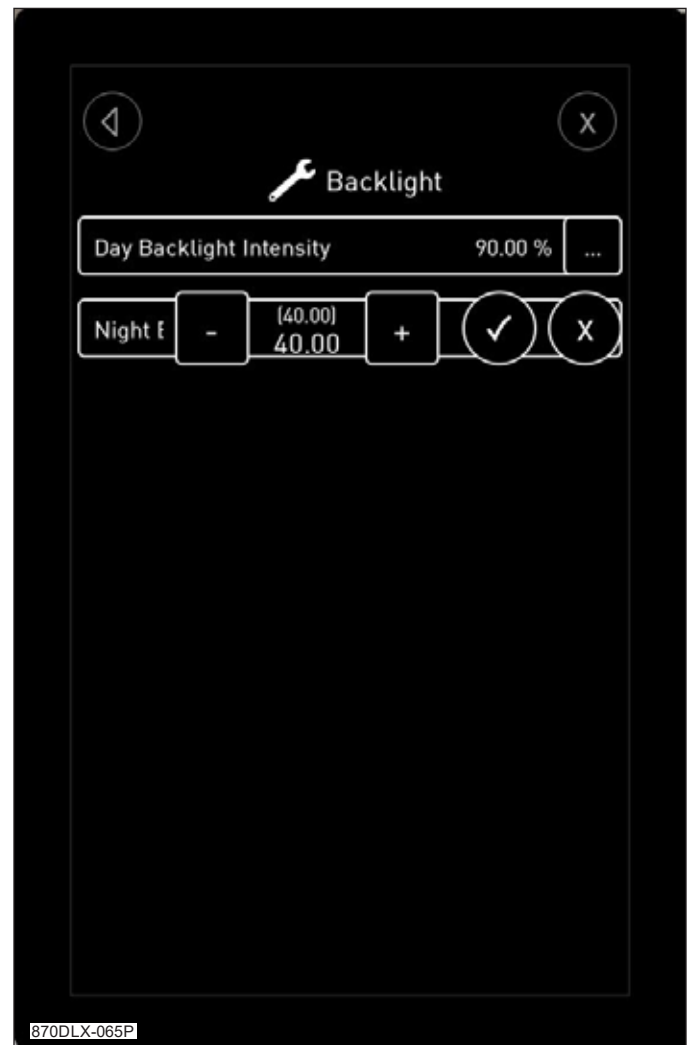 X
Backlight
Day Backlight Intensity 90.00 % ...
Night - (40.00) + X
40.00
870DLX-065P